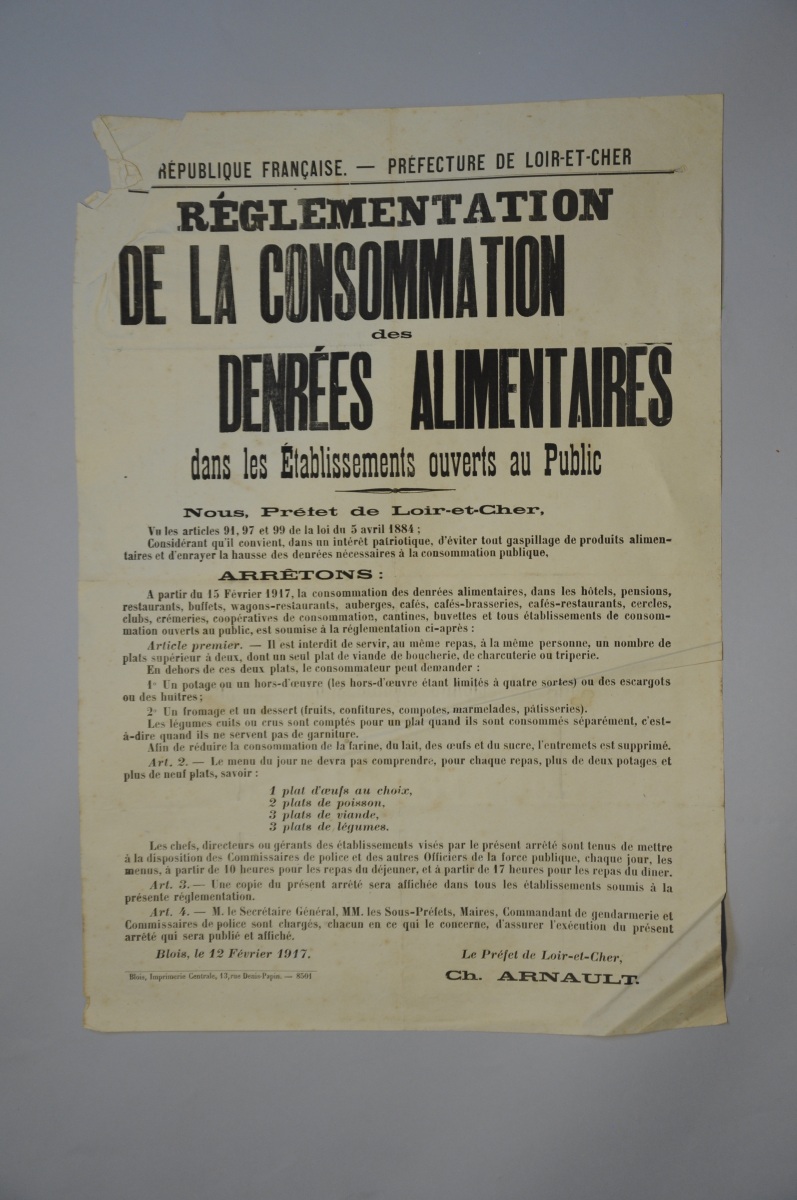 RÉPUBLIQUE FRANÇAISE. — PRÉFECTURE DE LOIR-ET-CHER
RÉGLEMENTATION
DE LA CONSOMMATION
des
DENRÉES ALIMENTAIRES
dans les Établissements ouverts au Public
Nous, Préfet de Loir-et-Cher,
Vu les articles 91, 97 et 99 de la loi du 5 avril 1884 ;
Considérant qu'il convient, dans un intérêt patriotique, d'éviter tout gaspillage de produits alimen-
taires et d'enrayer la hausse des denrées nécessaires à la consommation publique,
ARRÊTONS :
A partir du 15 Février 1917, la consommation des denrées alimentaires, dans les hôtels, pensions,
restaurants, buffets, wagons-restaurants, auberges, cafés, cafés-brasseries, cafés-restaurants, cercles,
clubs, crémeries, coopératives de consommation, cantines, buvettes et tous établissements de consom-
mation ouverts au public, est soumise à la réglementation ci-après :
Article premier. — Il est interdit de servir, au même repas, à la même personne, un nombre de
plats supérieur à deux, dont un seul plat de viande de boucherie, de charcuterie ou triperie.
En dehors de ces deux plats, le consommateur peut demander :
1° Un potage ou un hors-d'œuvre (les hors-d'œuvre étant limités à quatre sortes) ou des escargots
ou des huîtres ;
2° Un fromage et un dessert (fruits, confitures, compotes, marmelades, pâtisseries).
Les légumes cuits ou crus sont comptés pour un plat quand ils sont consommés séparément, c'est-
à-dire quand ils ne servent pas de garniture.
Afin de réduire la consommation de la farine, du lait, des œufs et du sucre, l'entremets est supprimé.
Art. 2. — Le menu du jour ne devra pas comprendre, pour chaque repas, plus de deux potages et
plus de neuf plats, savoir :
1 plat d'œufs au choix,
2 plats de poisson,
3 plats de viande,
3 plats de légumes.
Les chefs, directeurs ou gérants des établissements visés par le présent arrêté sont tenus de mettre
à la disposition des Commissaires de police et des autres Officiers de la force publique, chaque jour, les
menus, à partir de 10 heures pour les repas du déjeuner, et à partir de 17 heures pour les repas du dîner.
Art. 3. — Une copie du présent arrêté sera affichée dans tous les établissements soumis à la
présente règlementation.
Art. 4. — M. le Secrétaire Général, MM. les Sous-Préfets, Maires, Commandant de gendarmerie et
Commissaires de police sont chargés, chacun en ce qui le concerne, d'assurer l'exécution du présent
arrêté qui sera publié et affiché.
Blois, le 12 Février 1917.
Le Préfet de Loir-et-Cher,
Ch. ARNAULT.
Blois, Imprimerie Centrale, 13, rue Denis-Papin. — 8501